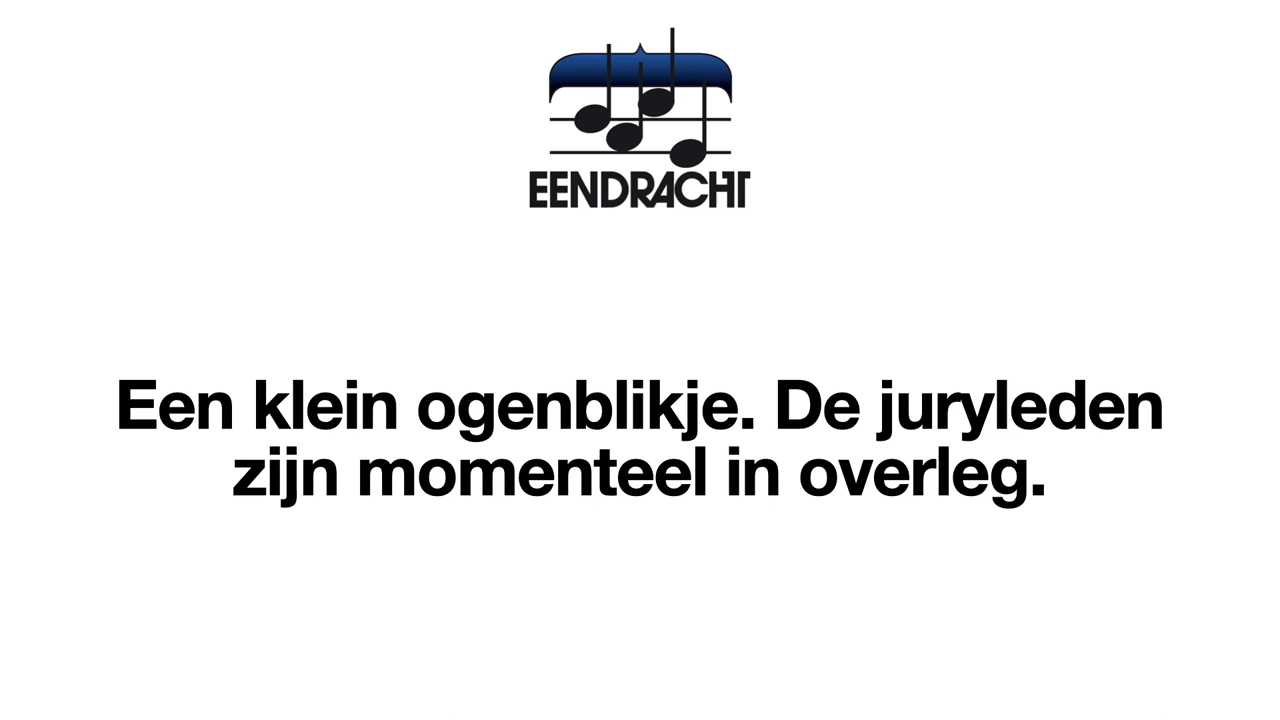 EENDRACHT
Een klein ogenblikje. De juryleden
zijn momenteel in overleg.